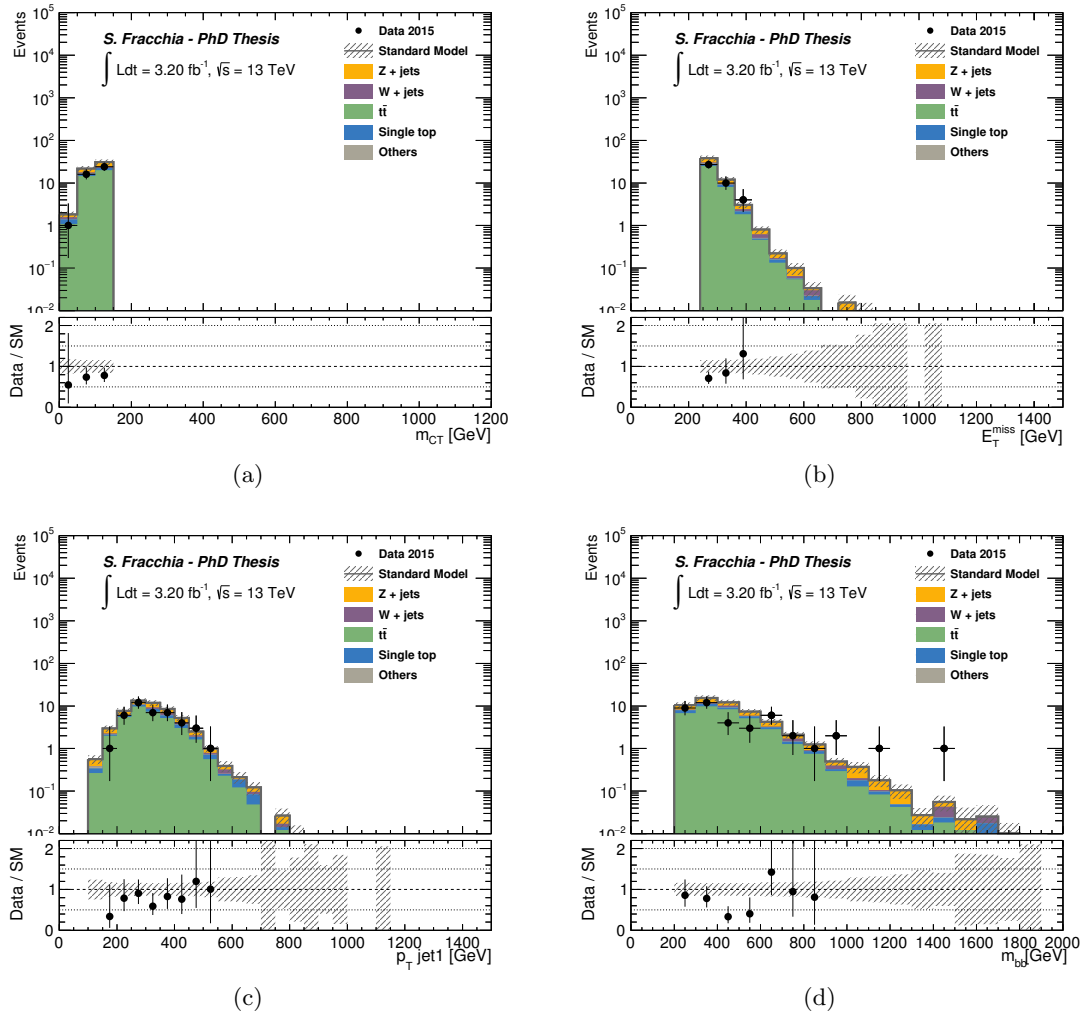 Events
10⁵
10⁴
10³
10²
10
1
10⁻¹
10⁻²
S. Fracchia - PhD Thesis
∫ Ldt = 3.20 fb⁻¹, √s = 13 TeV
Data 2015
Standard Model
Z + jets
W + jets
tt̄
Single top
Others
Data / SM
2
1
0
0 200 400 600 800 1000 1200
m_CT [GeV]
(a)
Events
10⁵
10⁴
10³
10²
10
1
10⁻¹
10⁻²
S. Fracchia - PhD Thesis
∫ Ldt = 3.20 fb⁻¹, √s = 13 TeV
Data 2015
Standard Model
Z + jets
W + jets
tt̄
Single top
Others
Data / SM
2
1
0
0 200 400 600 800 1000 1200 1400
E_T^miss [GeV]
(b)
Events
10⁵
10⁴
10³
10²
10
1
10⁻¹
10⁻²
S. Fracchia - PhD Thesis
∫ Ldt = 3.20 fb⁻¹, √s = 13 TeV
Data 2015
Standard Model
Z + jets
W + jets
tt̄
Single top
Others
Data / SM
2
1
0
0 200 400 600 800 1000 1200 1400
p_T jet1 [GeV]
(c)
Events
10⁵
10⁴
10³
10²
10
1
10⁻¹
10⁻²
S. Fracchia - PhD Thesis
∫ Ldt = 3.20 fb⁻¹, √s = 13 TeV
Data 2015
Standard Model
Z + jets
W + jets
tt̄
Single top
Others
Data / SM
2
1
0
0 200 400 600 800 1000 1200 1400 1600 1800 2000
m_bb [GeV]
(d)